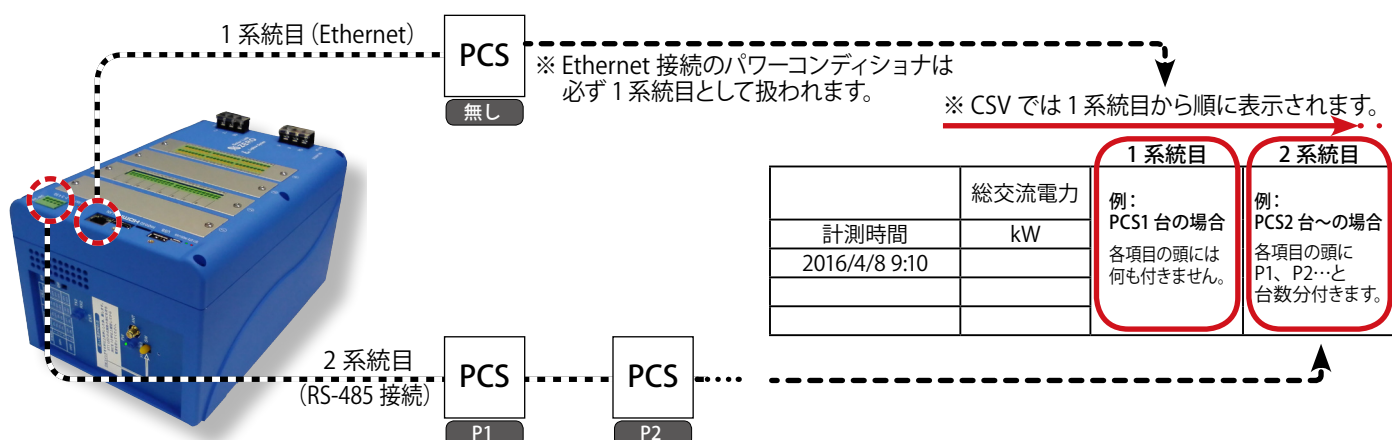 1 系統目 (Ethernet)
PCS
無し
※ Ethernet 接続のパワーコンディショナは
必ず 1 系統目として扱われます。
※ CSV では 1 系統目から順に表示されます。
1 系統目
2 系統目
総交流電力
計測時間
kW
2016/4/8 9:10
例：
PCS1 台の場合
各項目の頭には
何も付きません。
例：
PCS2 台～の場合
各項目の頭に
P1、P2…と
台数分付きます。
2 系統目
(RS-485 接続)
PCS
P1
PCS
P2